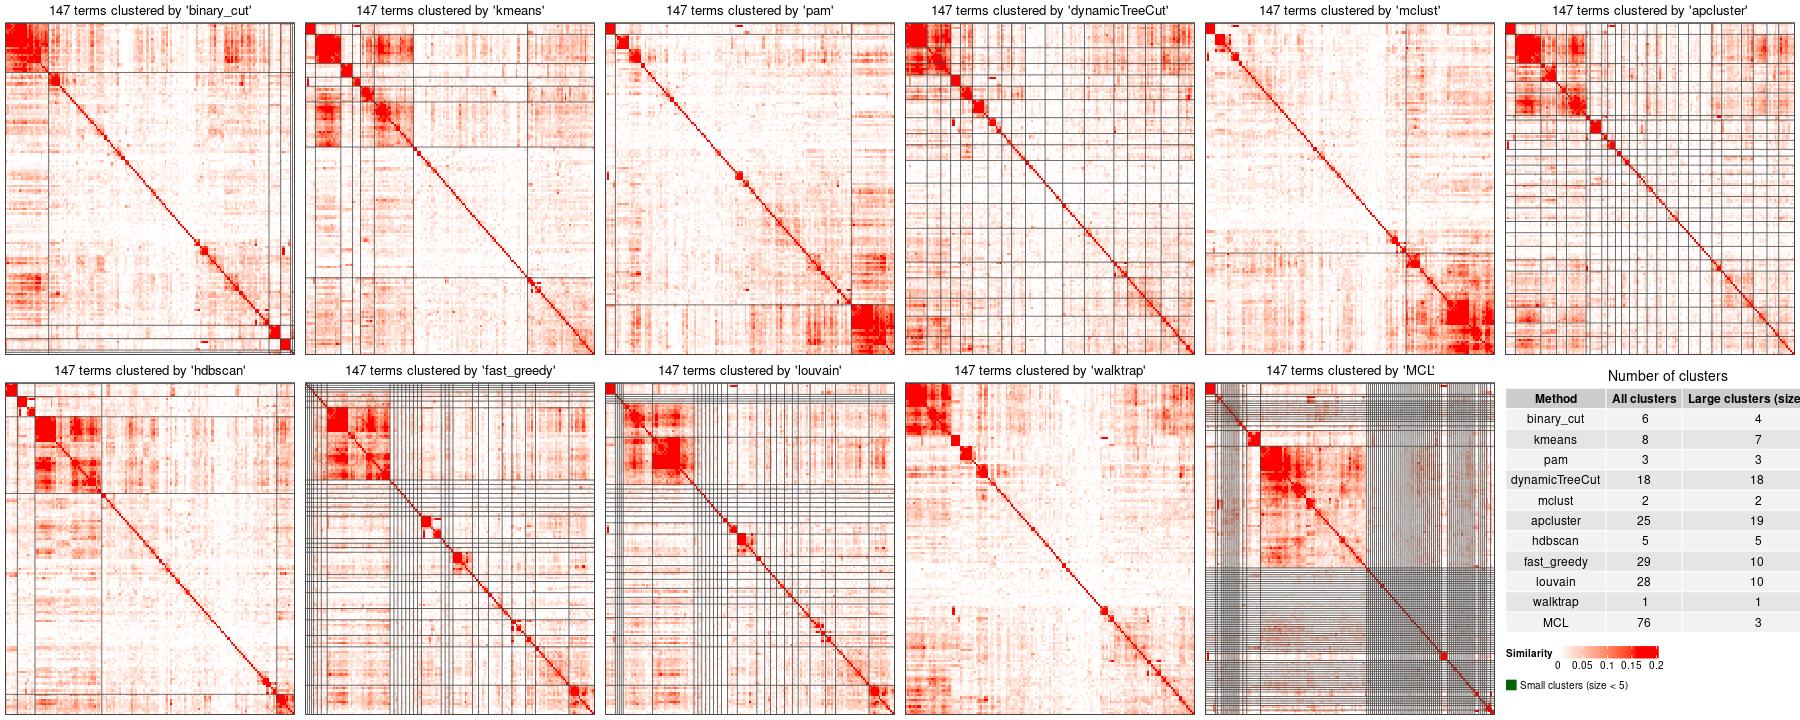 147 terms clustered by 'binary_cut'
147 terms clustered by 'kmeans'
147 terms clustered by 'pam'
147 terms clustered by 'dynamicTreeCut'
147 terms clustered by 'mclust'
147 terms clustered by 'apcluster'
147 terms clustered by 'hdbscan'
147 terms clustered by 'fast_greedy'
147 terms clustered by 'louvain'
147 terms clustered by 'walktrap'
147 terms clustered by 'MCL'
Number of clusters
Method All clusters Large clusters (size
binary_cut 6 4
kmeans 8 7
pam 3 3
dynamicTreeCut 18 18
mclust 2 2
apcluster 25 19
hdbscan 5 5
fast_greedy 29 10
louvain 28 10
walktrap 1 1
MCL 76 3
Similarity
0 0.05 0.1 0.15 0.2
Small clusters (size < 5)